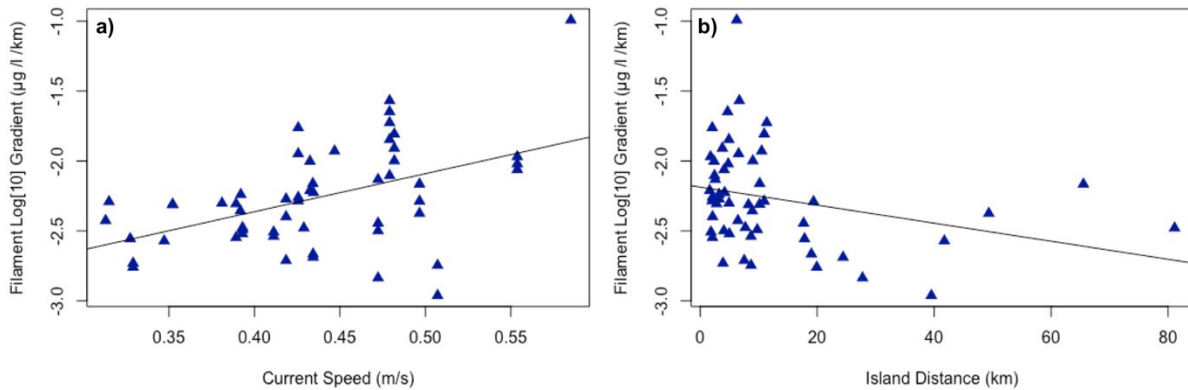 a)
Filament Log[10] Gradient (µg /l /km)
-1.0
-1.5
-2.0
-2.5
-3.0
0.35 0.40 0.45 0.50 0.55
Current Speed (m/s)
b)
Filament Log[10] Gradient (µg /l /km)
-1.0
-1.5
-2.0
-2.5
-3.0
0 20 40 60 80
Island Distance (km)